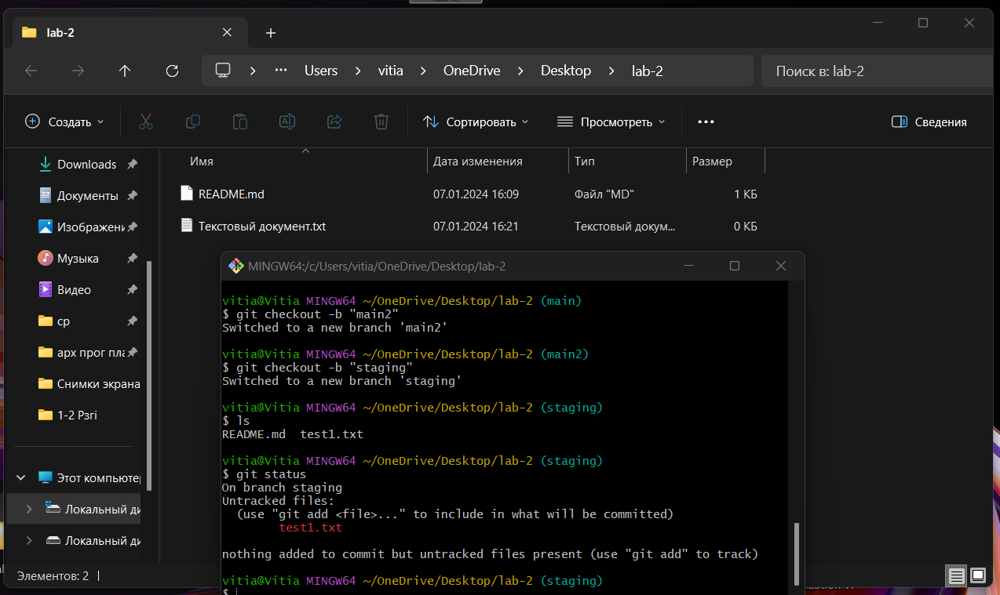 lab-2
Users
vitia
OneDrive
Desktop
lab-2
Поиск в: lab-2
Создать
Сортировать
Просмотреть
Сведения
Имя
Дата изменения
Тип
Размер
README.md 07.01.2024 16:09 Файл "MD" 1 КБ
Текстовый документ.txt 07.01.2024 16:21 Текстовый докум... 0 КБ
Downloads
Документы
Изображени
Музыка
Видео
ср
арх прог пла
Снимки экрана
1-2 Рзгі
Этот компьютер
Локальный ди
Локальный ди
Элементов: 2
MINGW64:/c/Users/vitia/OneDrive/Desktop/lab-2
vitia@Vitia MINGW64 ~/OneDrive/Desktop/lab-2 (main)
$ git checkout -b "main2"
Switched to a new branch 'main2'
vitia@Vitia MINGW64 ~/OneDrive/Desktop/lab-2 (main2)
$ git checkout -b "staging"
Switched to a new branch 'staging'
vitia@Vitia MINGW64 ~/OneDrive/Desktop/lab-2 (staging)
$ ls
README.md test1.txt
vitia@Vitia MINGW64 ~/OneDrive/Desktop/lab-2 (staging)
$ git status
On branch staging
Untracked files:
(use "git add <file>..." to include in what will be committed)
test1.txt
nothing added to commit but untracked files present (use "git add" to track)
vitia@Vitia MINGW64 ~/OneDrive/Desktop/lab-2 (staging)
$